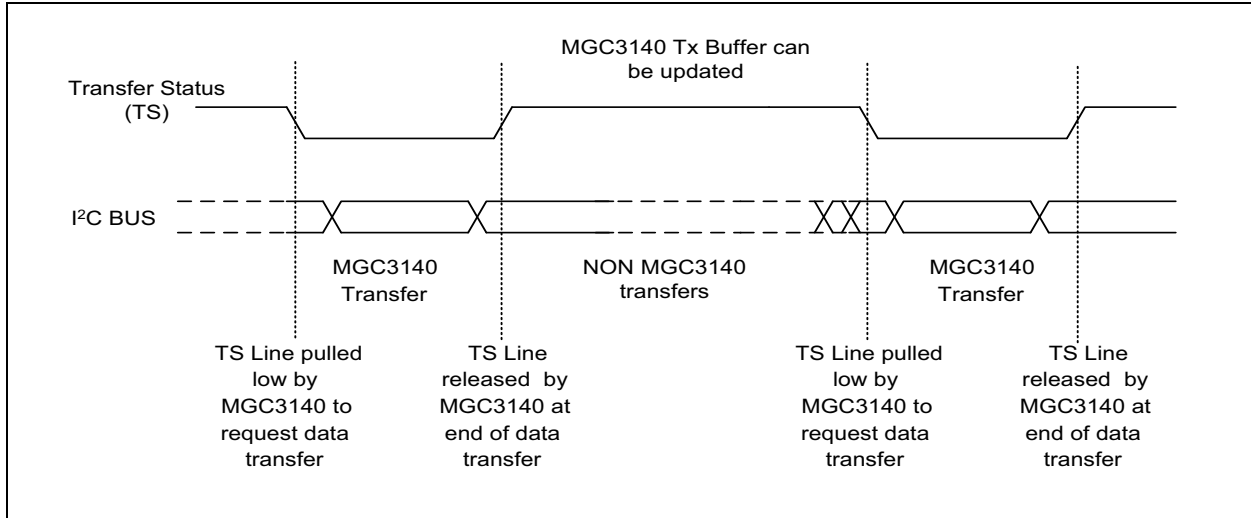 MGC3140 Tx Buffer can
be updated
Transfer Status
(TS)
I²C BUS
MGC3140
Transfer
NON MGC3140
transfers
MGC3140
Transfer
TS Line pulled
low by
MGC3140 to
request data
transfer
TS Line
released by
MGC3140 at
end of data
transfer
TS Line pulled
low by
MGC3140 to
request data
transfer
TS Line
released by
MGC3140 at
end of data
transfer